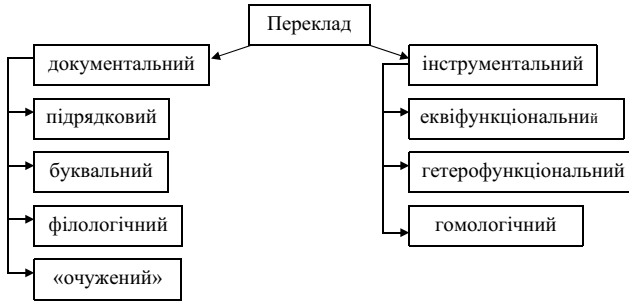 Переклад
документальний
підрядковий
буквальний
філологічний
«очужений»
інструментальний
еквіфункціональний
гетерофункціональний
гомологічний